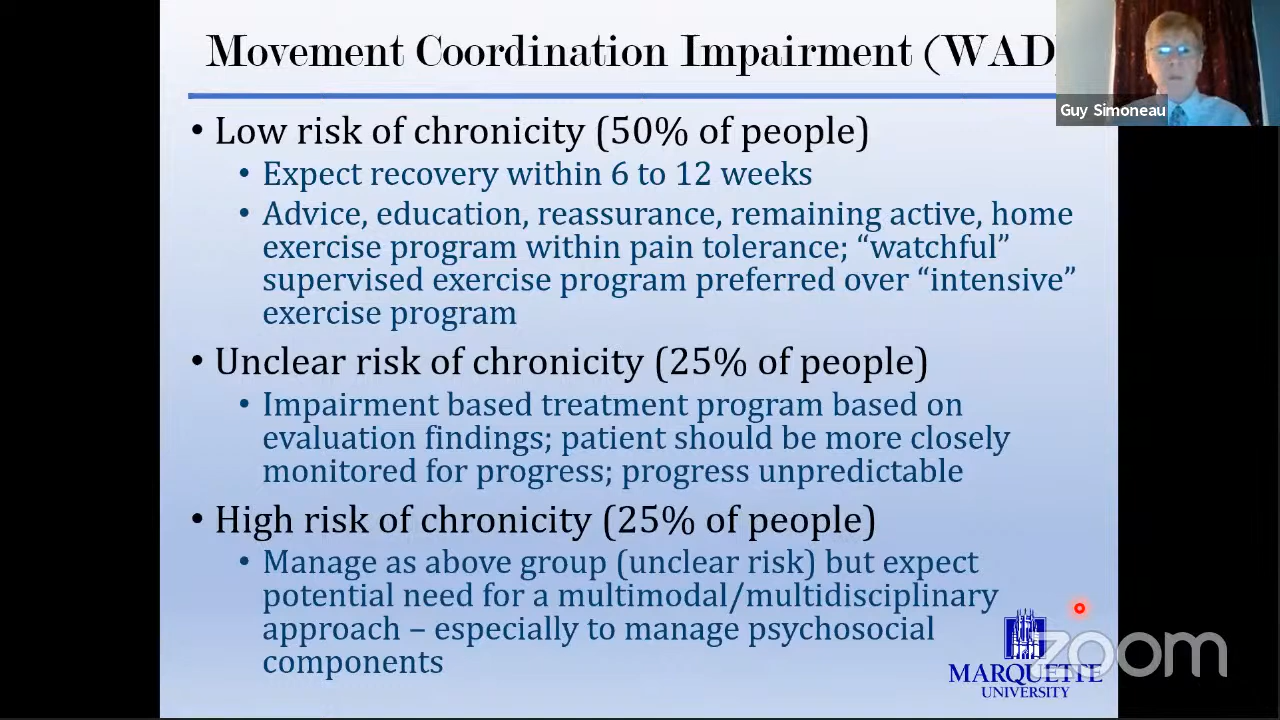 Movement Coordination Impairment (WAD)
Guy Simoneau
• Low risk of chronicity (50% of people)
• Expect recovery within 6 to 12 weeks
• Advice, education, reassurance, remaining active, home
exercise program within pain tolerance; “watchful”
supervised exercise program preferred over “intensive”
exercise program
• Unclear risk of chronicity (25% of people)
• Impairment based treatment program based on
evaluation findings; patient should be more closely
monitored for progress; progress unpredictable
• High risk of chronicity (25% of people)
• Manage as above group (unclear risk) but expect
potential need for a multimodal/multidisciplinary
approach – especially to manage psychosocial
components
MARQUETTE
UNIVERSITY
zoom